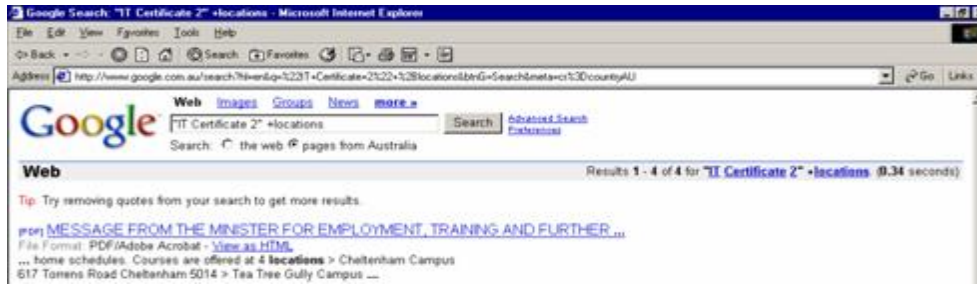 Google Search: "IT Certificate 2" +locations - Microsoft Internet Explorer
File Edit View Favorites Tools Help
Back Search Favorites
Address http://www.google.com.au/search?hl=en&q=%22IT+Certificate+2%22+%2Blocations&btnG=Search&meta=cr%3DcountryAU Go Links
Web Images Groups News more »
Google "IT Certificate 2" +locations Search Advanced Search
Preferences
Search: the web pages from Australia
Web Results 1 - 4 of 4 for "IT Certificate 2" +locations. (0.34 seconds)
Tip: Try removing quotes from your search to get more results.
[PDF] MESSAGE FROM THE MINISTER FOR EMPLOYMENT, TRAINING AND FURTHER ...
File Format: PDF/Adobe Acrobat - View as HTML
... home schedules. Courses are offered at 4 locations > Cheltenham Campus
617 Torrens Road Cheltenham 5014 > Tea Tree Gully Campus ...